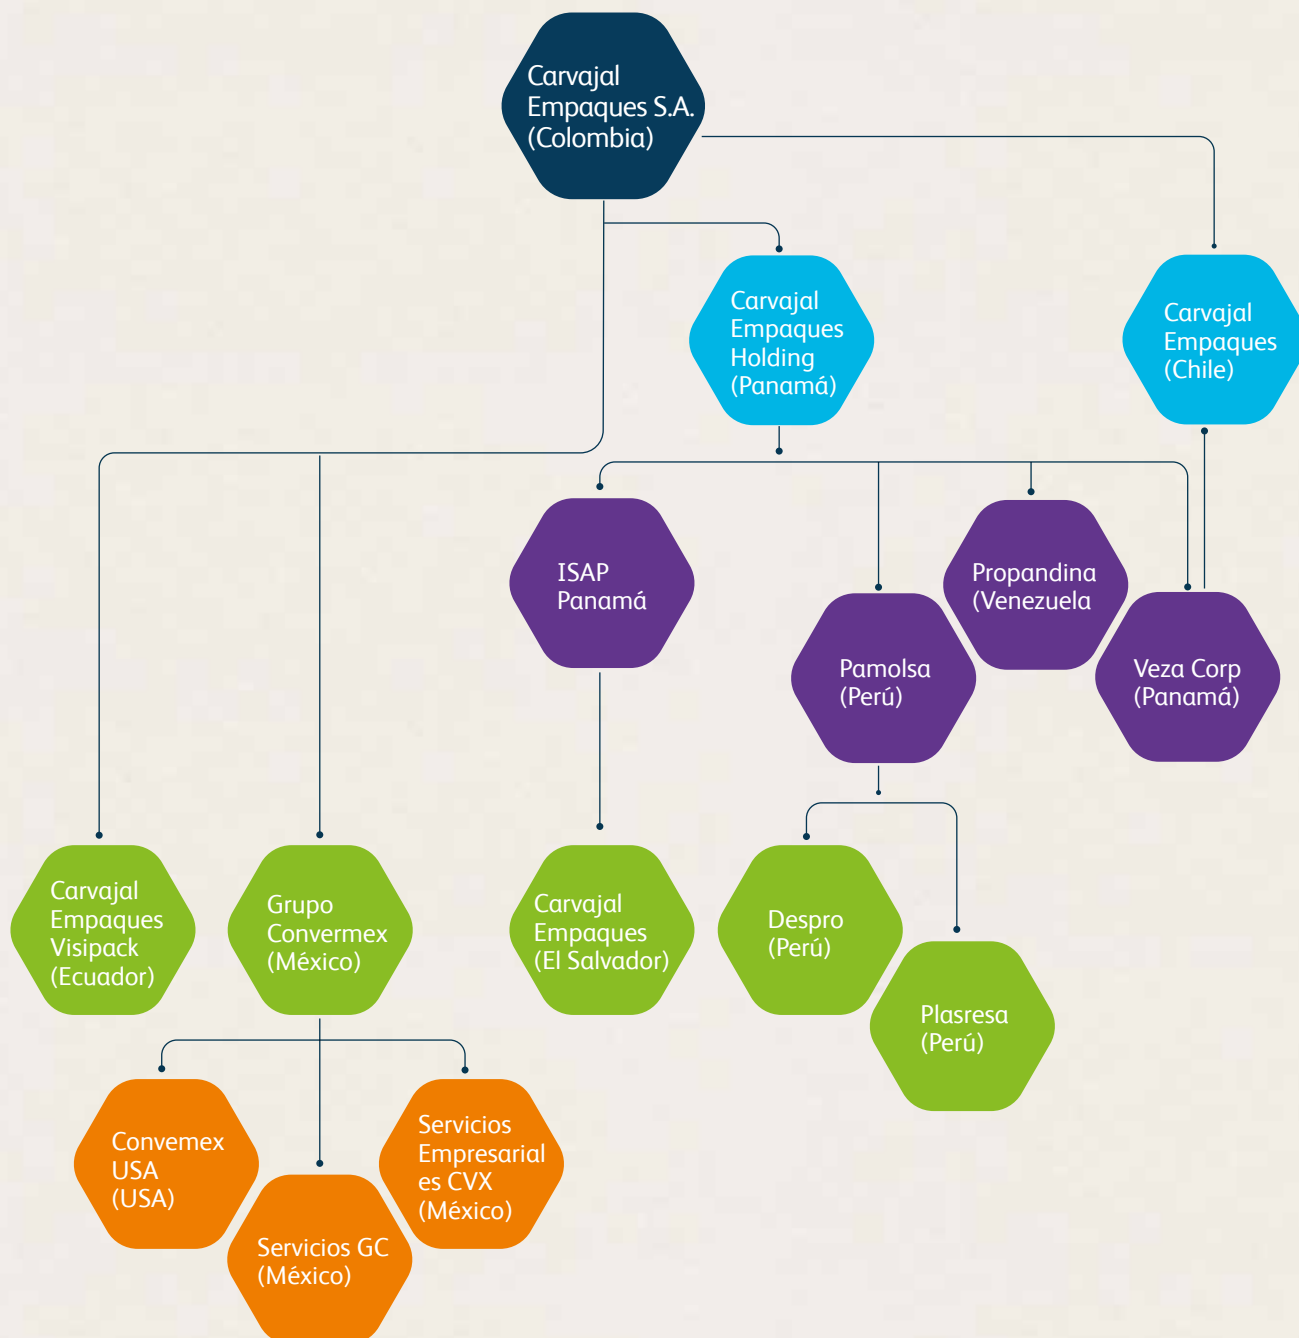 Carvajal
Empaques S.A.
(Colombia)
Carvajal
Empaques
Holding
(Panamá)
Carvajal
Empaques
(Chile)
ISAP
Panamá
Propandina
(Venezuela
Pamolsa
(Perú)
Veza Corp
(Panamá)
Carvajal
Empaques
Visipack
(Ecuador)
Grupo
Convermex
(México)
Carvajal
Empaques
(El Salvador)
Despro
(Perú)
Plasresa
(Perú)
Convemex
USA
(USA)
Servicios GC
(México)
Servicios
Empresarial
es CVX
(México)